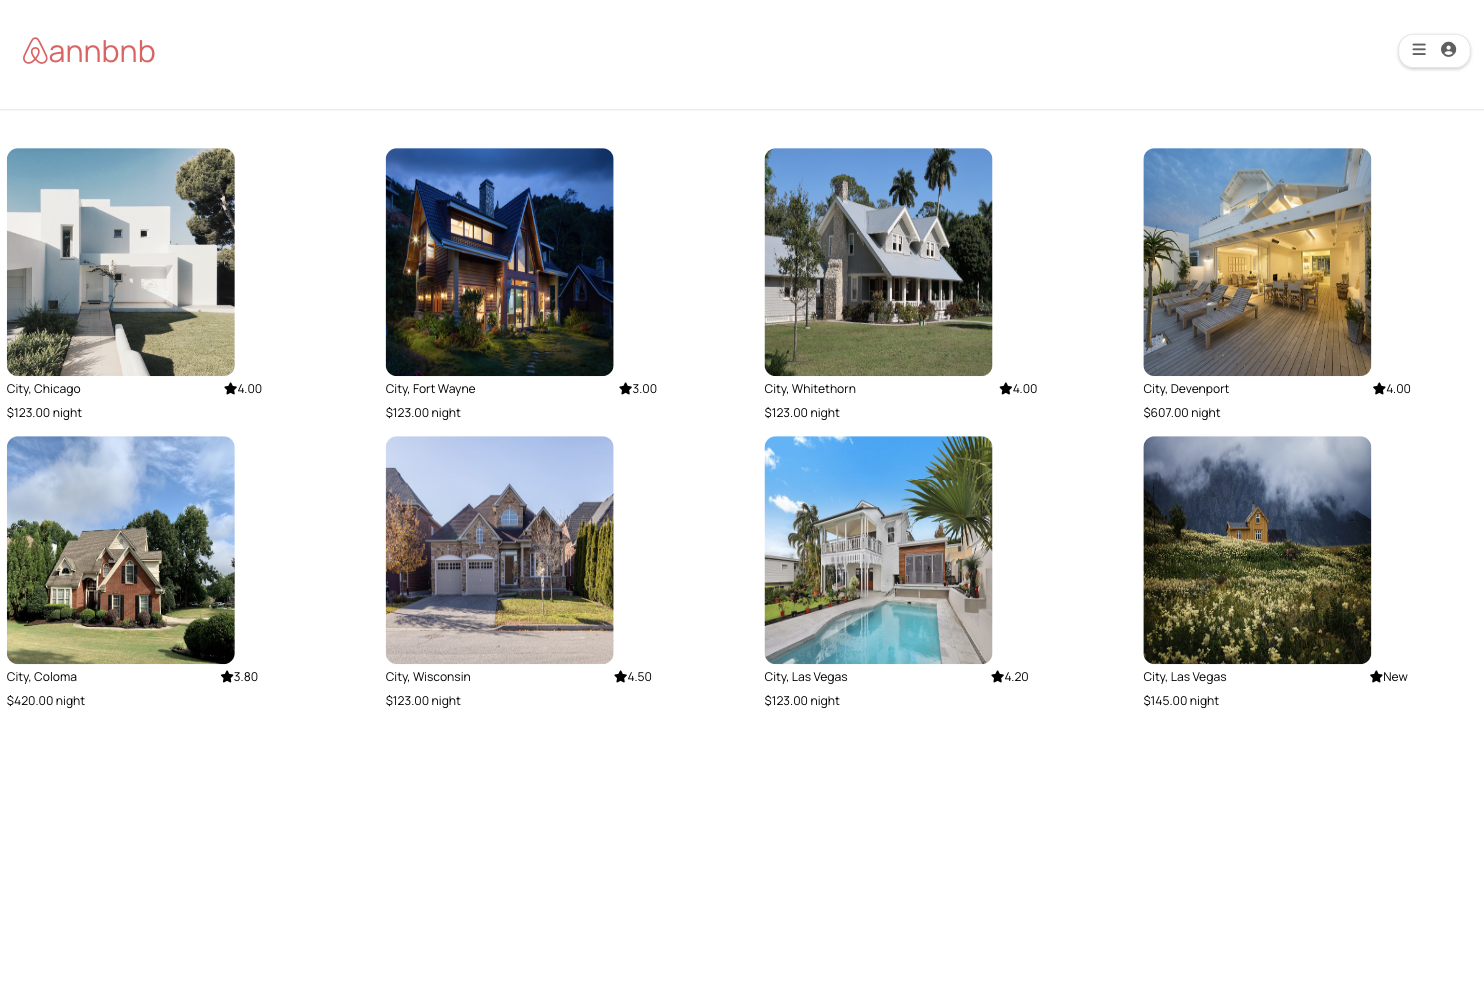 annbnb
City, Chicago 4.00
$123.00 night
City, Fort Wayne 3.00
$123.00 night
City, Whitethorn 4.00
$123.00 night
City, Devenport 4.00
$607.00 night
City, Coloma 3.80
$420.00 night
City, Wisconsin 4.50
$123.00 night
City, Las Vegas 4.20
$123.00 night
City, Las Vegas New
$145.00 night